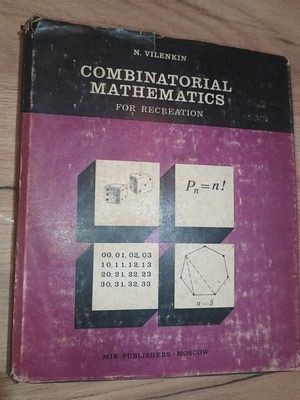 N. VILENKIN
COMBINATORIAL
MATHEMATICS
FOR RECREATION
Pn = n!
00, 01, 02, 03
10, 11, 12, 13
20, 21, 22, 23
30, 31, 32, 33
n = 5
MIR PUBLISHERS · MOSCOW